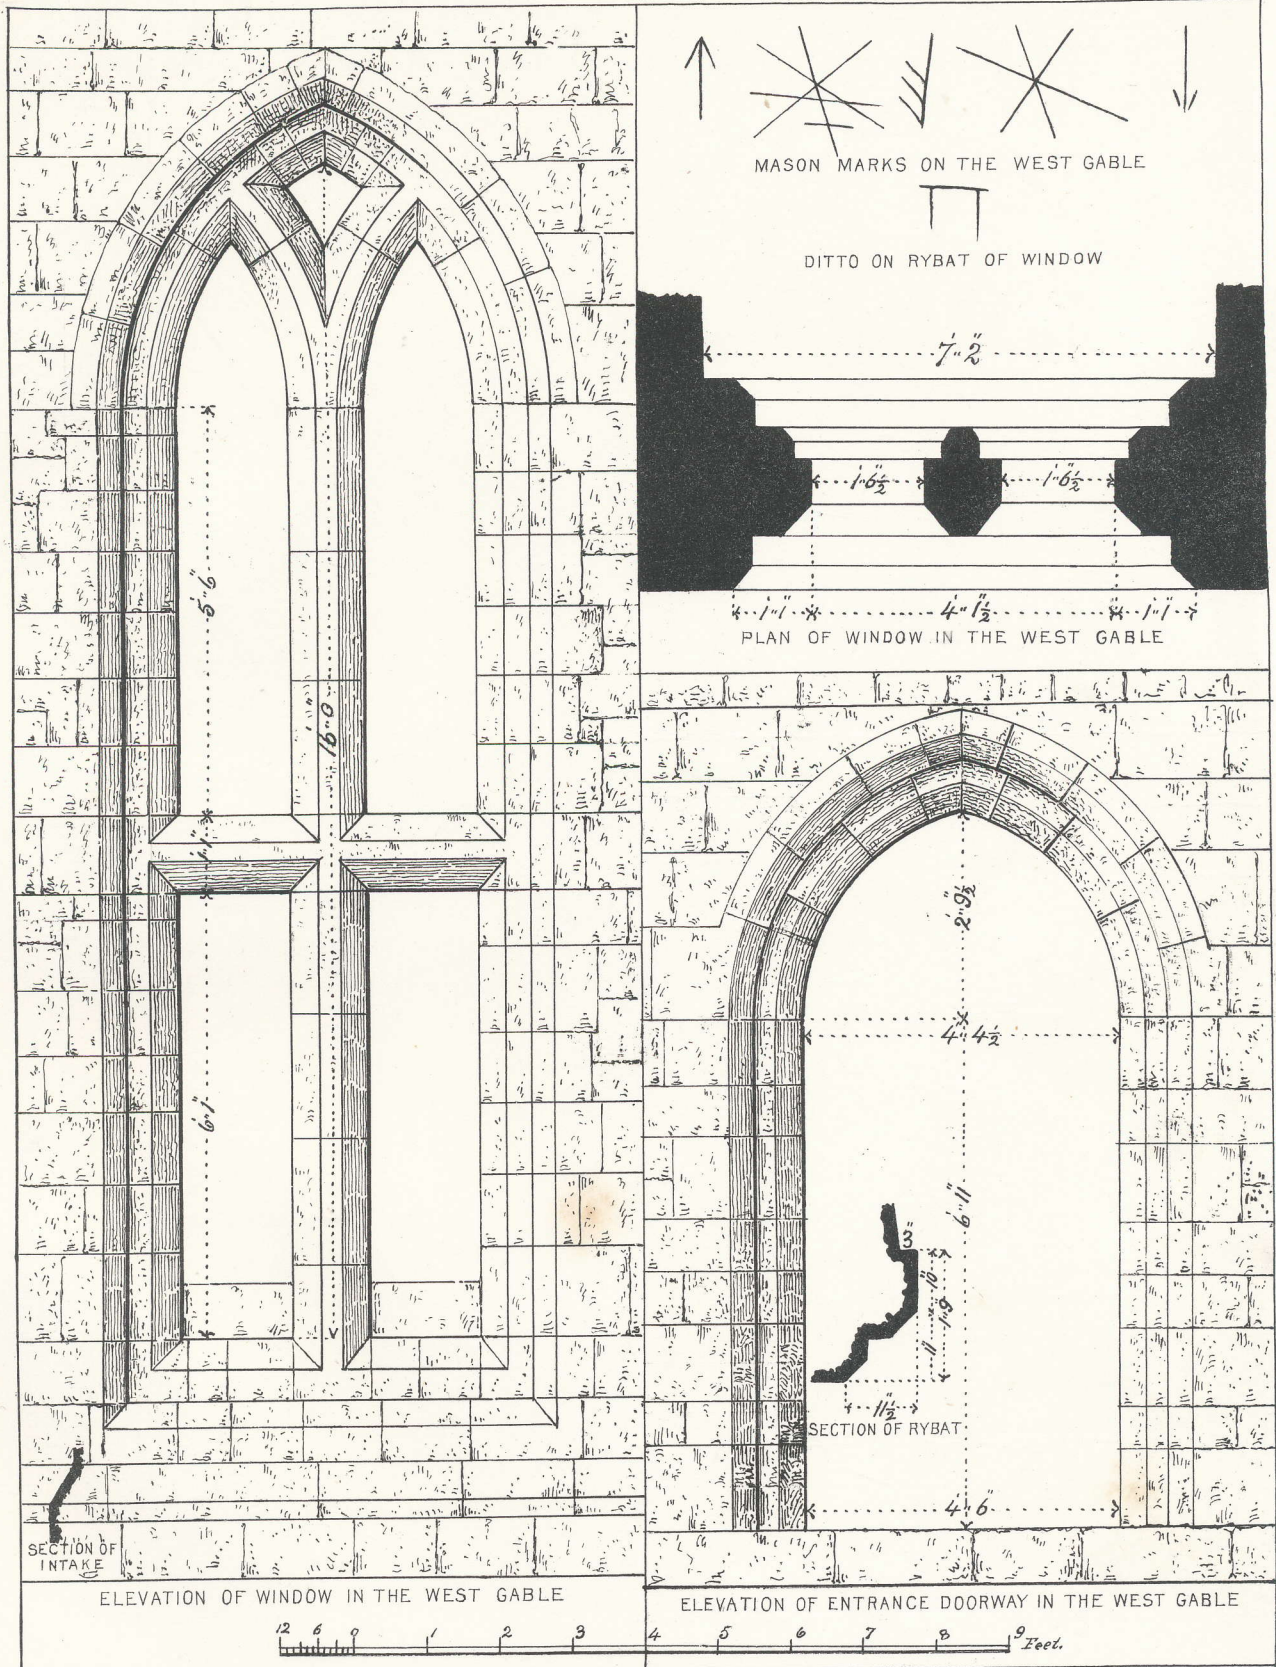 MASON MARKS ON THE WEST GABLE
DITTO ON RYBAT OF WINDOW
7'..2"
1'..6½"
1'..6½"
1'..1"
4'..1½"
1'..1"
PLAN OF WINDOW IN THE WEST GABLE
5'..6"
16'..0"
1'..1"
6'..1"
SECTION OF
INTAKE
ELEVATION OF WINDOW IN THE WEST GABLE
2'..9½"
4'..4½"
6'..11"
3"
10"
11"
1'..9"
11½"
SECTION OF RYBAT
4'..6"
ELEVATION OF ENTRANCE DOORWAY IN THE WEST GABLE
12 6 0 1 2 3 4 5 6 7 8 9 Feet.